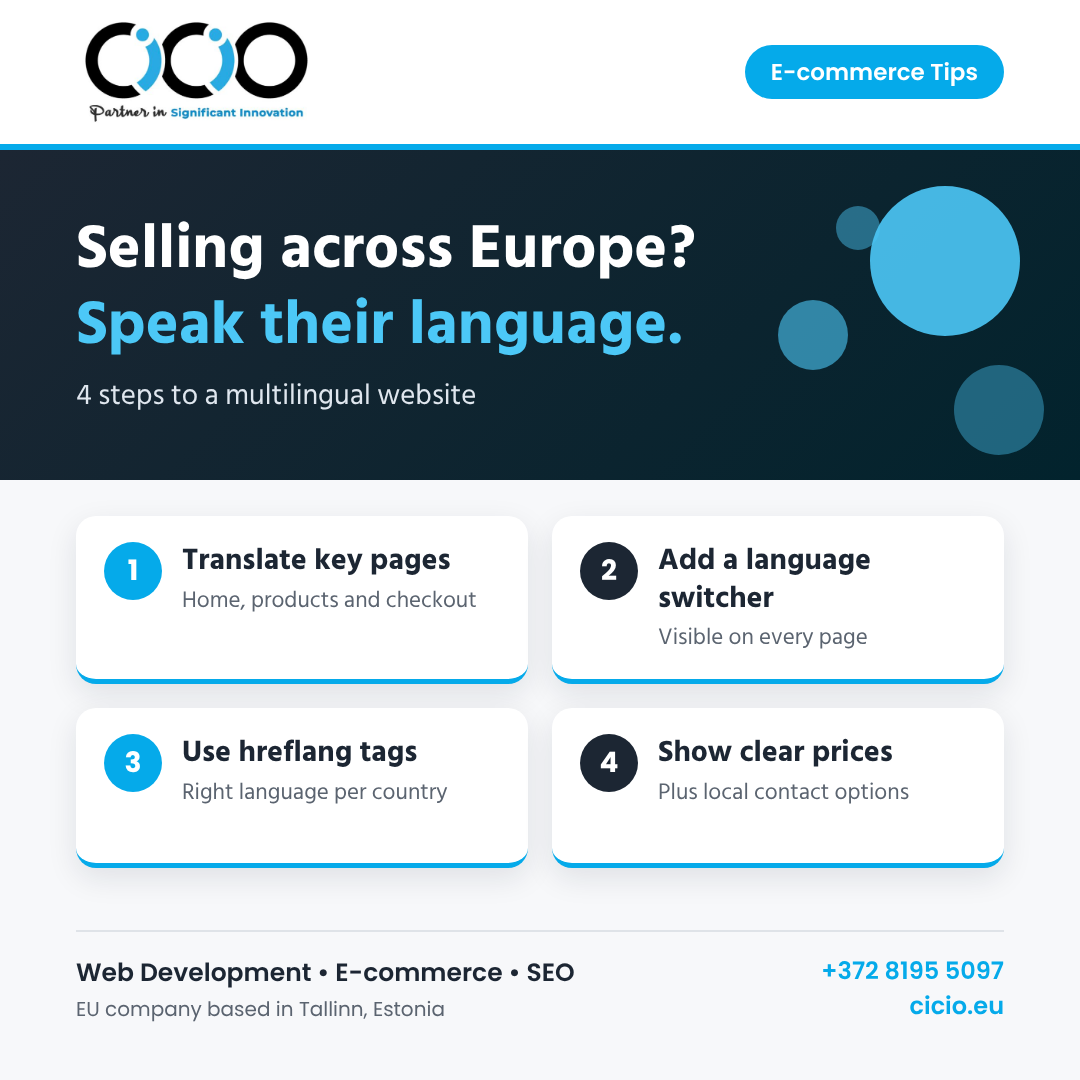 CiCiO
Partner in Significant Innovation
E-commerce Tips
Selling across Europe?
Speak their language.
4 steps to a multilingual website
1
Translate key pages
Home, products and checkout
2
Add a language
switcher
Visible on every page
3
Use hreflang tags
Right language per country
4
Show clear prices
Plus local contact options
Web Development • E-commerce • SEO
EU company based in Tallinn, Estonia
+372 8195 5097
cicio.eu